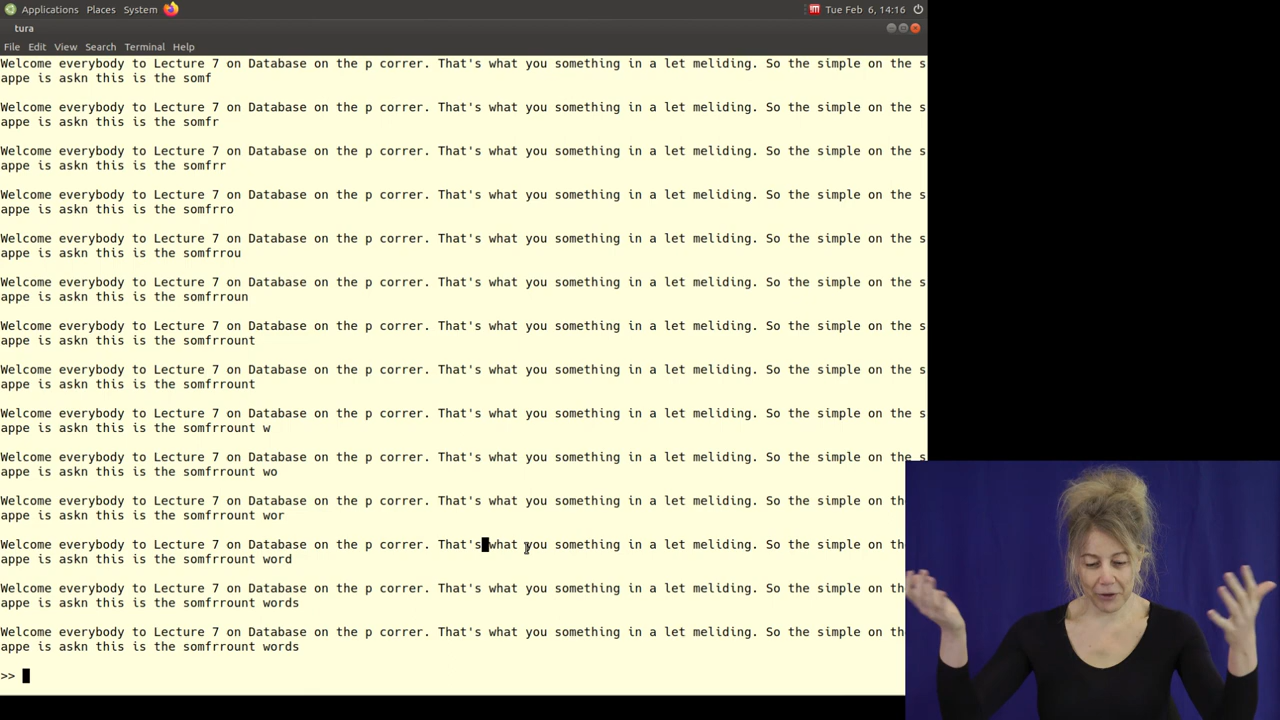 Applications Places System Tue Feb 6, 14:16
tura
File Edit View Search Terminal Help
Welcome everybody to Lecture 7 on Database on the p correr. That's what you something in a let meliding. So the simple on the s
appe is askn this is the somf
Welcome everybody to Lecture 7 on Database on the p correr. That's what you something in a let meliding. So the simple on the s
appe is askn this is the somfr
Welcome everybody to Lecture 7 on Database on the p correr. That's what you something in a let meliding. So the simple on the s
appe is askn this is the somfrr
Welcome everybody to Lecture 7 on Database on the p correr. That's what you something in a let meliding. So the simple on the s
appe is askn this is the somfrro
Welcome everybody to Lecture 7 on Database on the p correr. That's what you something in a let meliding. So the simple on the s
appe is askn this is the somfrrou
Welcome everybody to Lecture 7 on Database on the p correr. That's what you something in a let meliding. So the simple on the s
appe is askn this is the somfrroun
Welcome everybody to Lecture 7 on Database on the p correr. That's what you something in a let meliding. So the simple on the s
appe is askn this is the somfrrount
Welcome everybody to Lecture 7 on Database on the p correr. That's what you something in a let meliding. So the simple on the s
appe is askn this is the somfrrount
Welcome everybody to Lecture 7 on Database on the p correr. That's what you something in a let meliding. So the simple on the s
appe is askn this is the somfrrount w
Welcome everybody to Lecture 7 on Database on the p correr. That's what you something in a let meliding. So the simple on the s
appe is askn this is the somfrrount wo
Welcome everybody to Lecture 7 on Database on the p correr. That's what you something in a let meliding. So the simple on the
appe is askn this is the somfrrount wor
Welcome everybody to Lecture 7 on Database on the p correr. That's what you something in a let meliding. So the simple on the
appe is askn this is the somfrrount word
Welcome everybody to Lecture 7 on Database on the p correr. That's what you something in a let meliding. So the simple on the
appe is askn this is the somfrrount words
Welcome everybody to Lecture 7 on Database on the p correr. That's what you something in a let meliding. So the simple on the
appe is askn this is the somfrrount words
>>